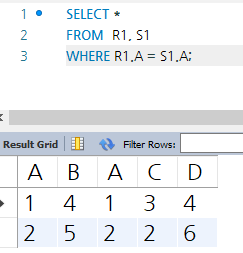 1 SELECT *
2 FROM R1, S1
3 WHERE R1.A = S1.A;
Result Grid Filter Rows:
A B A C D
1 4 1 3 4
2 5 2 2 6